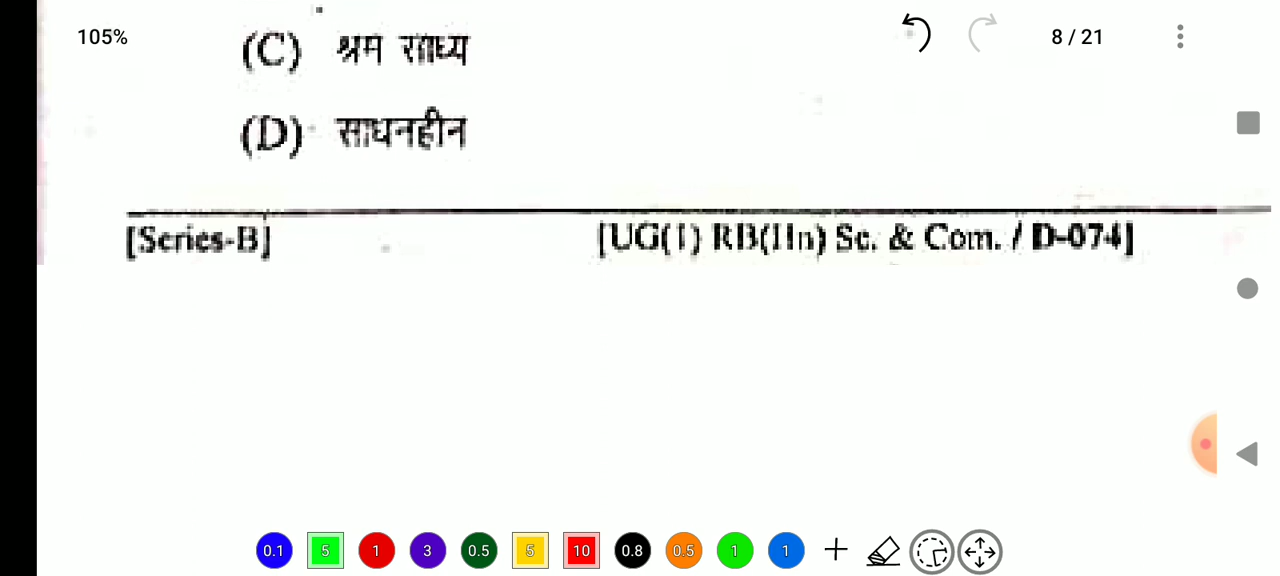 105%
8 / 21
(C) श्रम साध्य
(D) साधनहीन
[Series-B] [UG(I) RB(Hn) Sc. & Com. / D-074]
0.1 5 1 3 0.5 5 10 0.8 0.5 1 1